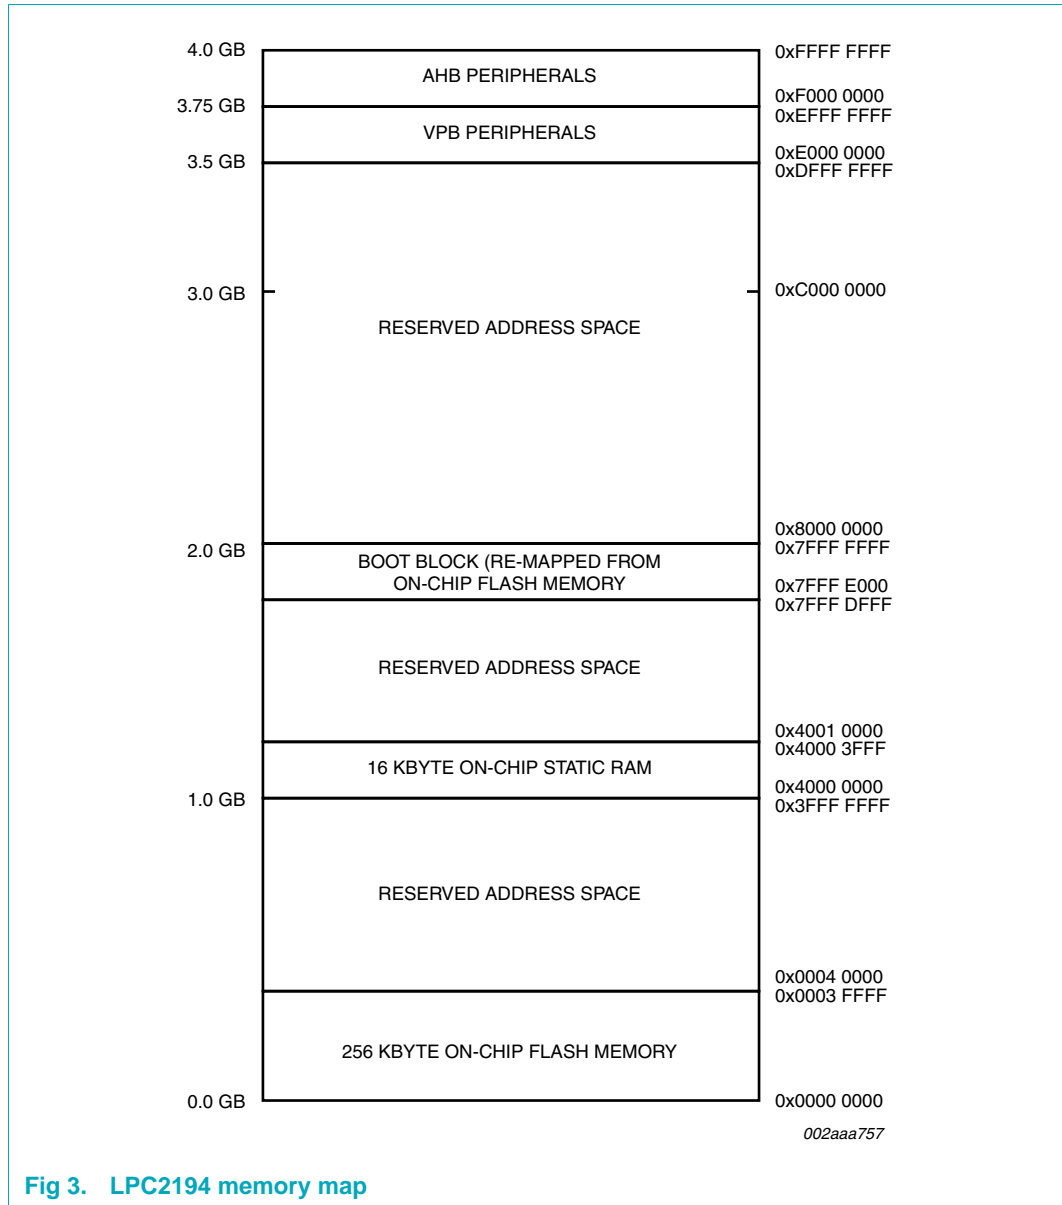 4.0 GB
0xFFFF FFFF
AHB PERIPHERALS
0xF000 0000
3.75 GB
0xEFFF FFFF
VPB PERIPHERALS
0xE000 0000
3.5 GB
0xDFFF FFFF
3.0 GB
0xC000 0000
RESERVED ADDRESS SPACE
0x8000 0000
2.0 GB
0x7FFF FFFF
BOOT BLOCK (RE-MAPPED FROM
ON-CHIP FLASH MEMORY
0x7FFF E000
0x7FFF DFFF
RESERVED ADDRESS SPACE
0x4001 0000
0x4000 3FFF
16 KBYTE ON-CHIP STATIC RAM
0x4000 0000
1.0 GB
0x3FFF FFFF
RESERVED ADDRESS SPACE
0x0004 0000
0x0003 FFFF
256 KBYTE ON-CHIP FLASH MEMORY
0.0 GB
0x0000 0000
002aaa757
Fig 3. LPC2194 memory map